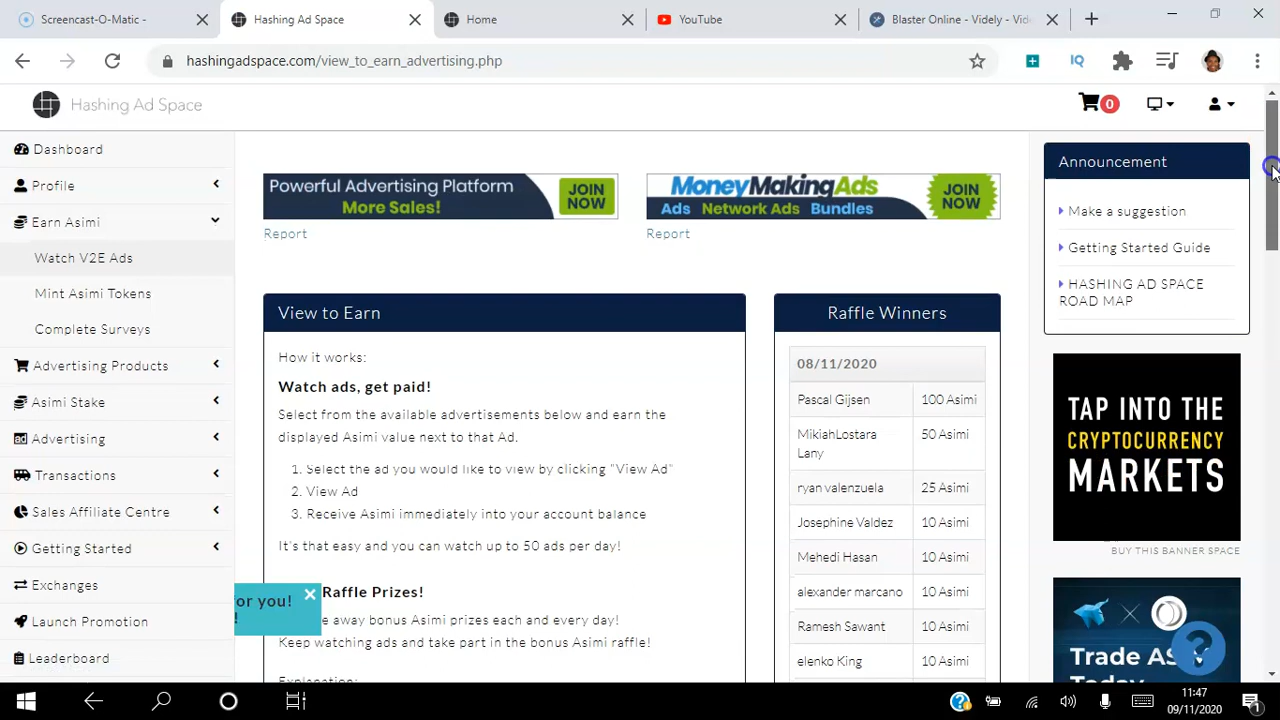 Screencast-O-Matic -
Hashing Ad Space
Home
YouTube
Blaster Online - Videly - Vid
hashingadspace.com/view_to_earn_advertising.php
IQ
Hashing Ad Space
0
Dashboard
Profile
Earn Asimi
Watch V2E Ads
Mint Asimi Tokens
Complete Surveys
Advertising Products
Asimi Stake
Advertising
Transactions
Sales Affiliate Centre
Getting Started
Exchanges
Launch Promotion
Leaderboard
Powerful Advertising Platform
More Sales!
JOIN
NOW
Report
MoneyMakingAds
Ads Network Ads Bundles
JOIN
NOW
Report
View to Earn
How it works:
Watch ads, get paid!
Select from the available advertisements below and earn the
displayed Asimi value next to that Ad.
1. Select the ad you would like to view by clicking "View Ad"
2. View Ad
3. Receive Asimi immediately into your account balance
It's that easy and you can watch up to 50 ads per day!
or you!
!
Raffle Prizes!
e away bonus Asimi prizes each and every day!
Keep watching ads and take part in the bonus Asimi raffle!
Explanation:
Raffle Winners
08/11/2020
Pascal Gijsen 100 Asimi
MikiahLostara
Lany 50 Asimi
ryan valenzuela 25 Asimi
Josephine Valdez 10 Asimi
Mehedi Hasan 10 Asimi
alexander marcano 10 Asimi
Ramesh Sawant 10 Asimi
elenko King 10 Asimi
Announcement
Make a suggestion
Getting Started Guide
HASHING AD SPACE
ROAD MAP
TAP INTO THE
CRYPTOCURRENCY
MARKETS
BUY THIS BANNER SPACE
Trade AS
Today
?
11:47
09/11/2020
1